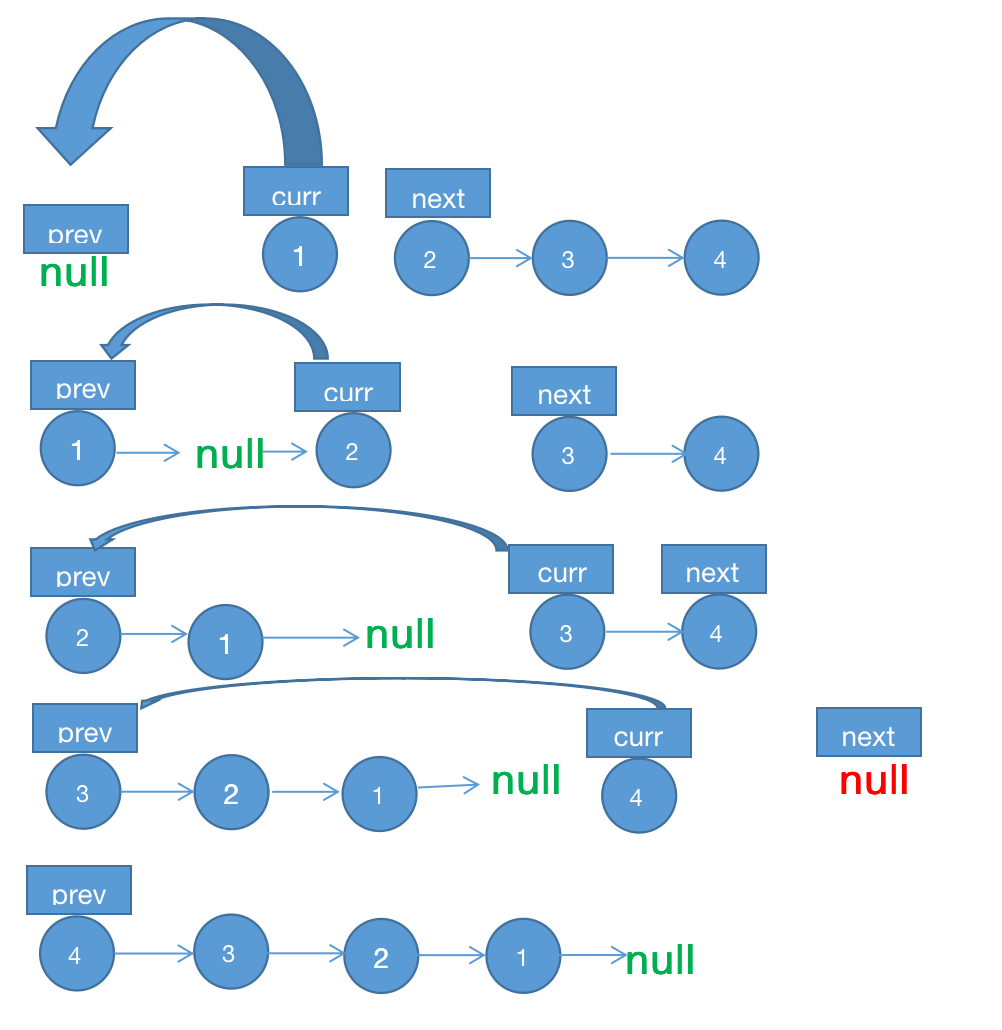 curr next
prev 1 2 3 4
null
prev curr next
1 null 2 3 4
prev curr next
2 1 null 3 4
prev curr next
3 2 1 null 4 null
prev
4 3 2 1 null